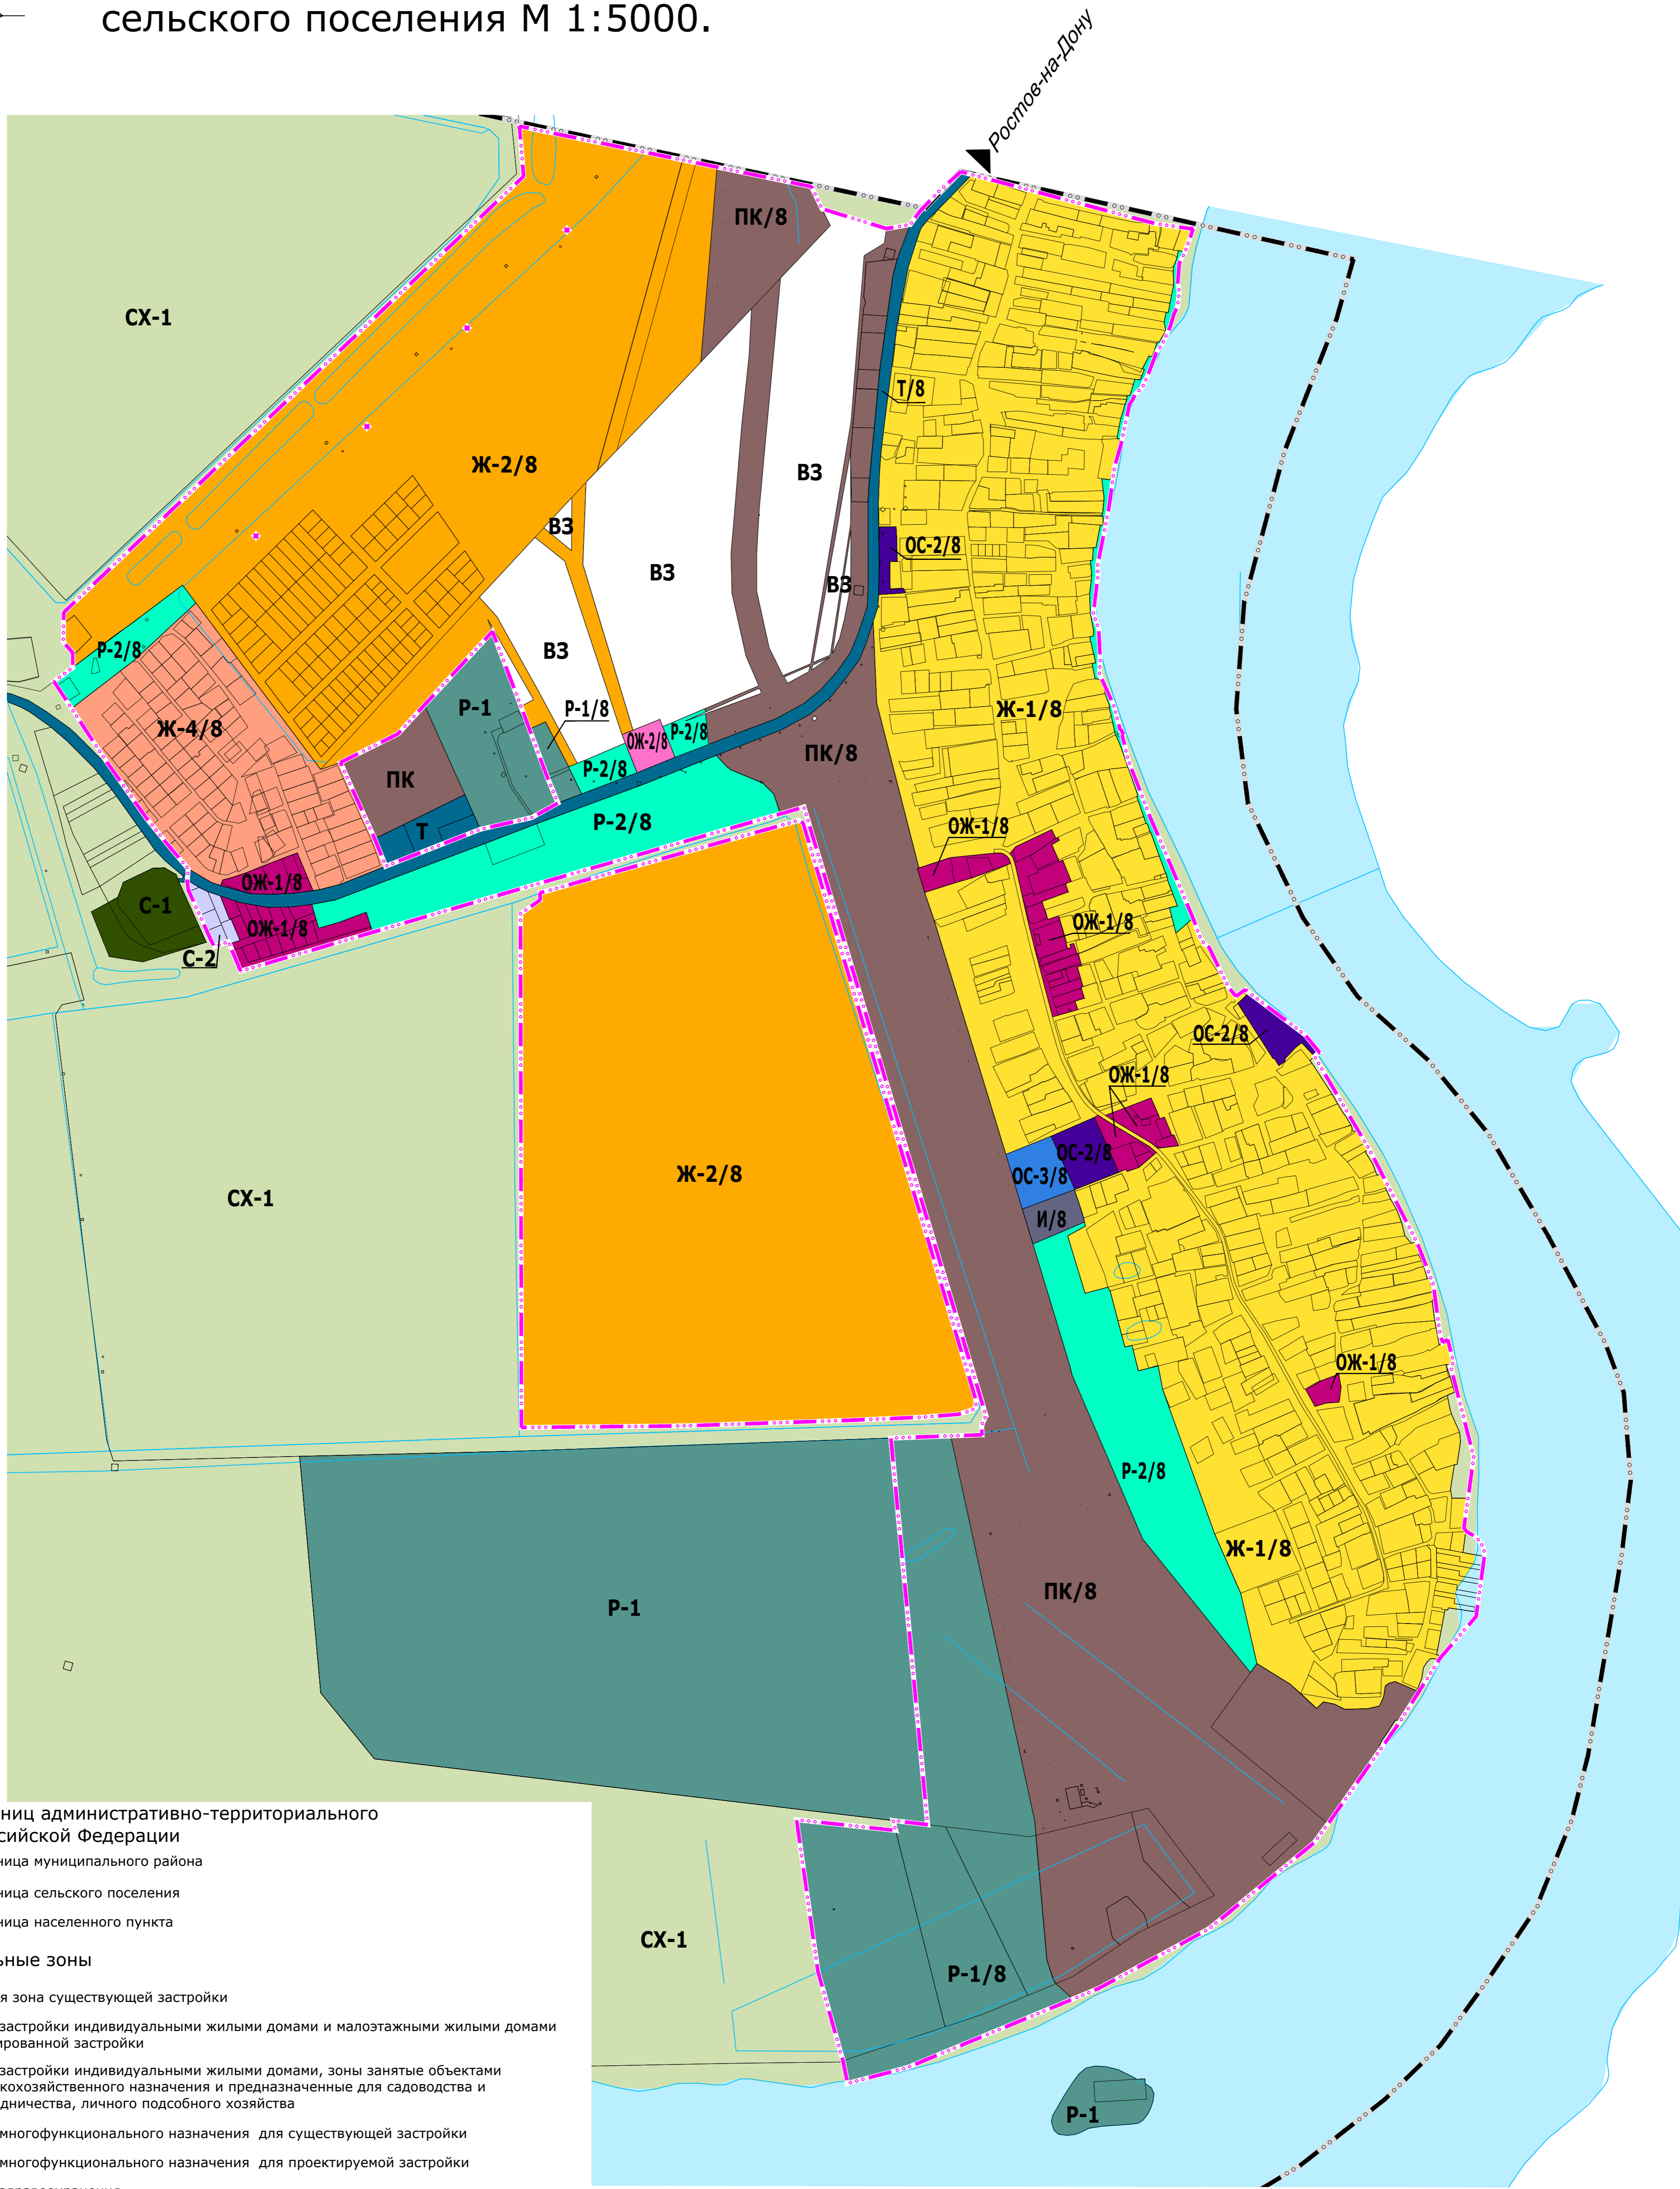 сельского поселения М 1:5000.
Ростов-на-Дону
ПК/8
СХ-1
Т/8
Ж-2/8
ВЗ
ВЗ
ОС-2/8
ВЗ
ВЗ
Р-2/8
ВЗ
Р-1
Р-1/8
Ж-1/8
Ж-4/8
ОЖ-2/8
Р-2/8
ПК/8
Р-2/8
ПК
Т
Р-2/8
ОЖ-1/8
ОЖ-1/8
С-1
ОЖ-1/8
ОЖ-1/8
С-2
ОС-2/8
ОЖ-1/8
ОС-2/8
Ж-2/8
ОС-3/8
СХ-1
И/8
ОЖ-1/8
Р-2/8
Ж-1/8
ПК/8
Р-1
СХ-1
Р-1/8
Р-1
ниц административно-территориального
сийской Федерации
ница муниципального района
ница сельского поселения
ница населенного пункта
ьные зоны
я зона существующей застройки
застройки индивидуальными жилыми домами и малоэтажными жилыми домами
ированной застройки
застройки индивидуальными жилыми домами, зоны занятые объектами
кохозяйственного назначения и предназначенные для садоводства и
дничества, личного подсобного хозяйства
многофункционального назначения для существующей застройки
многофункционального назначения для проектируемой застройки